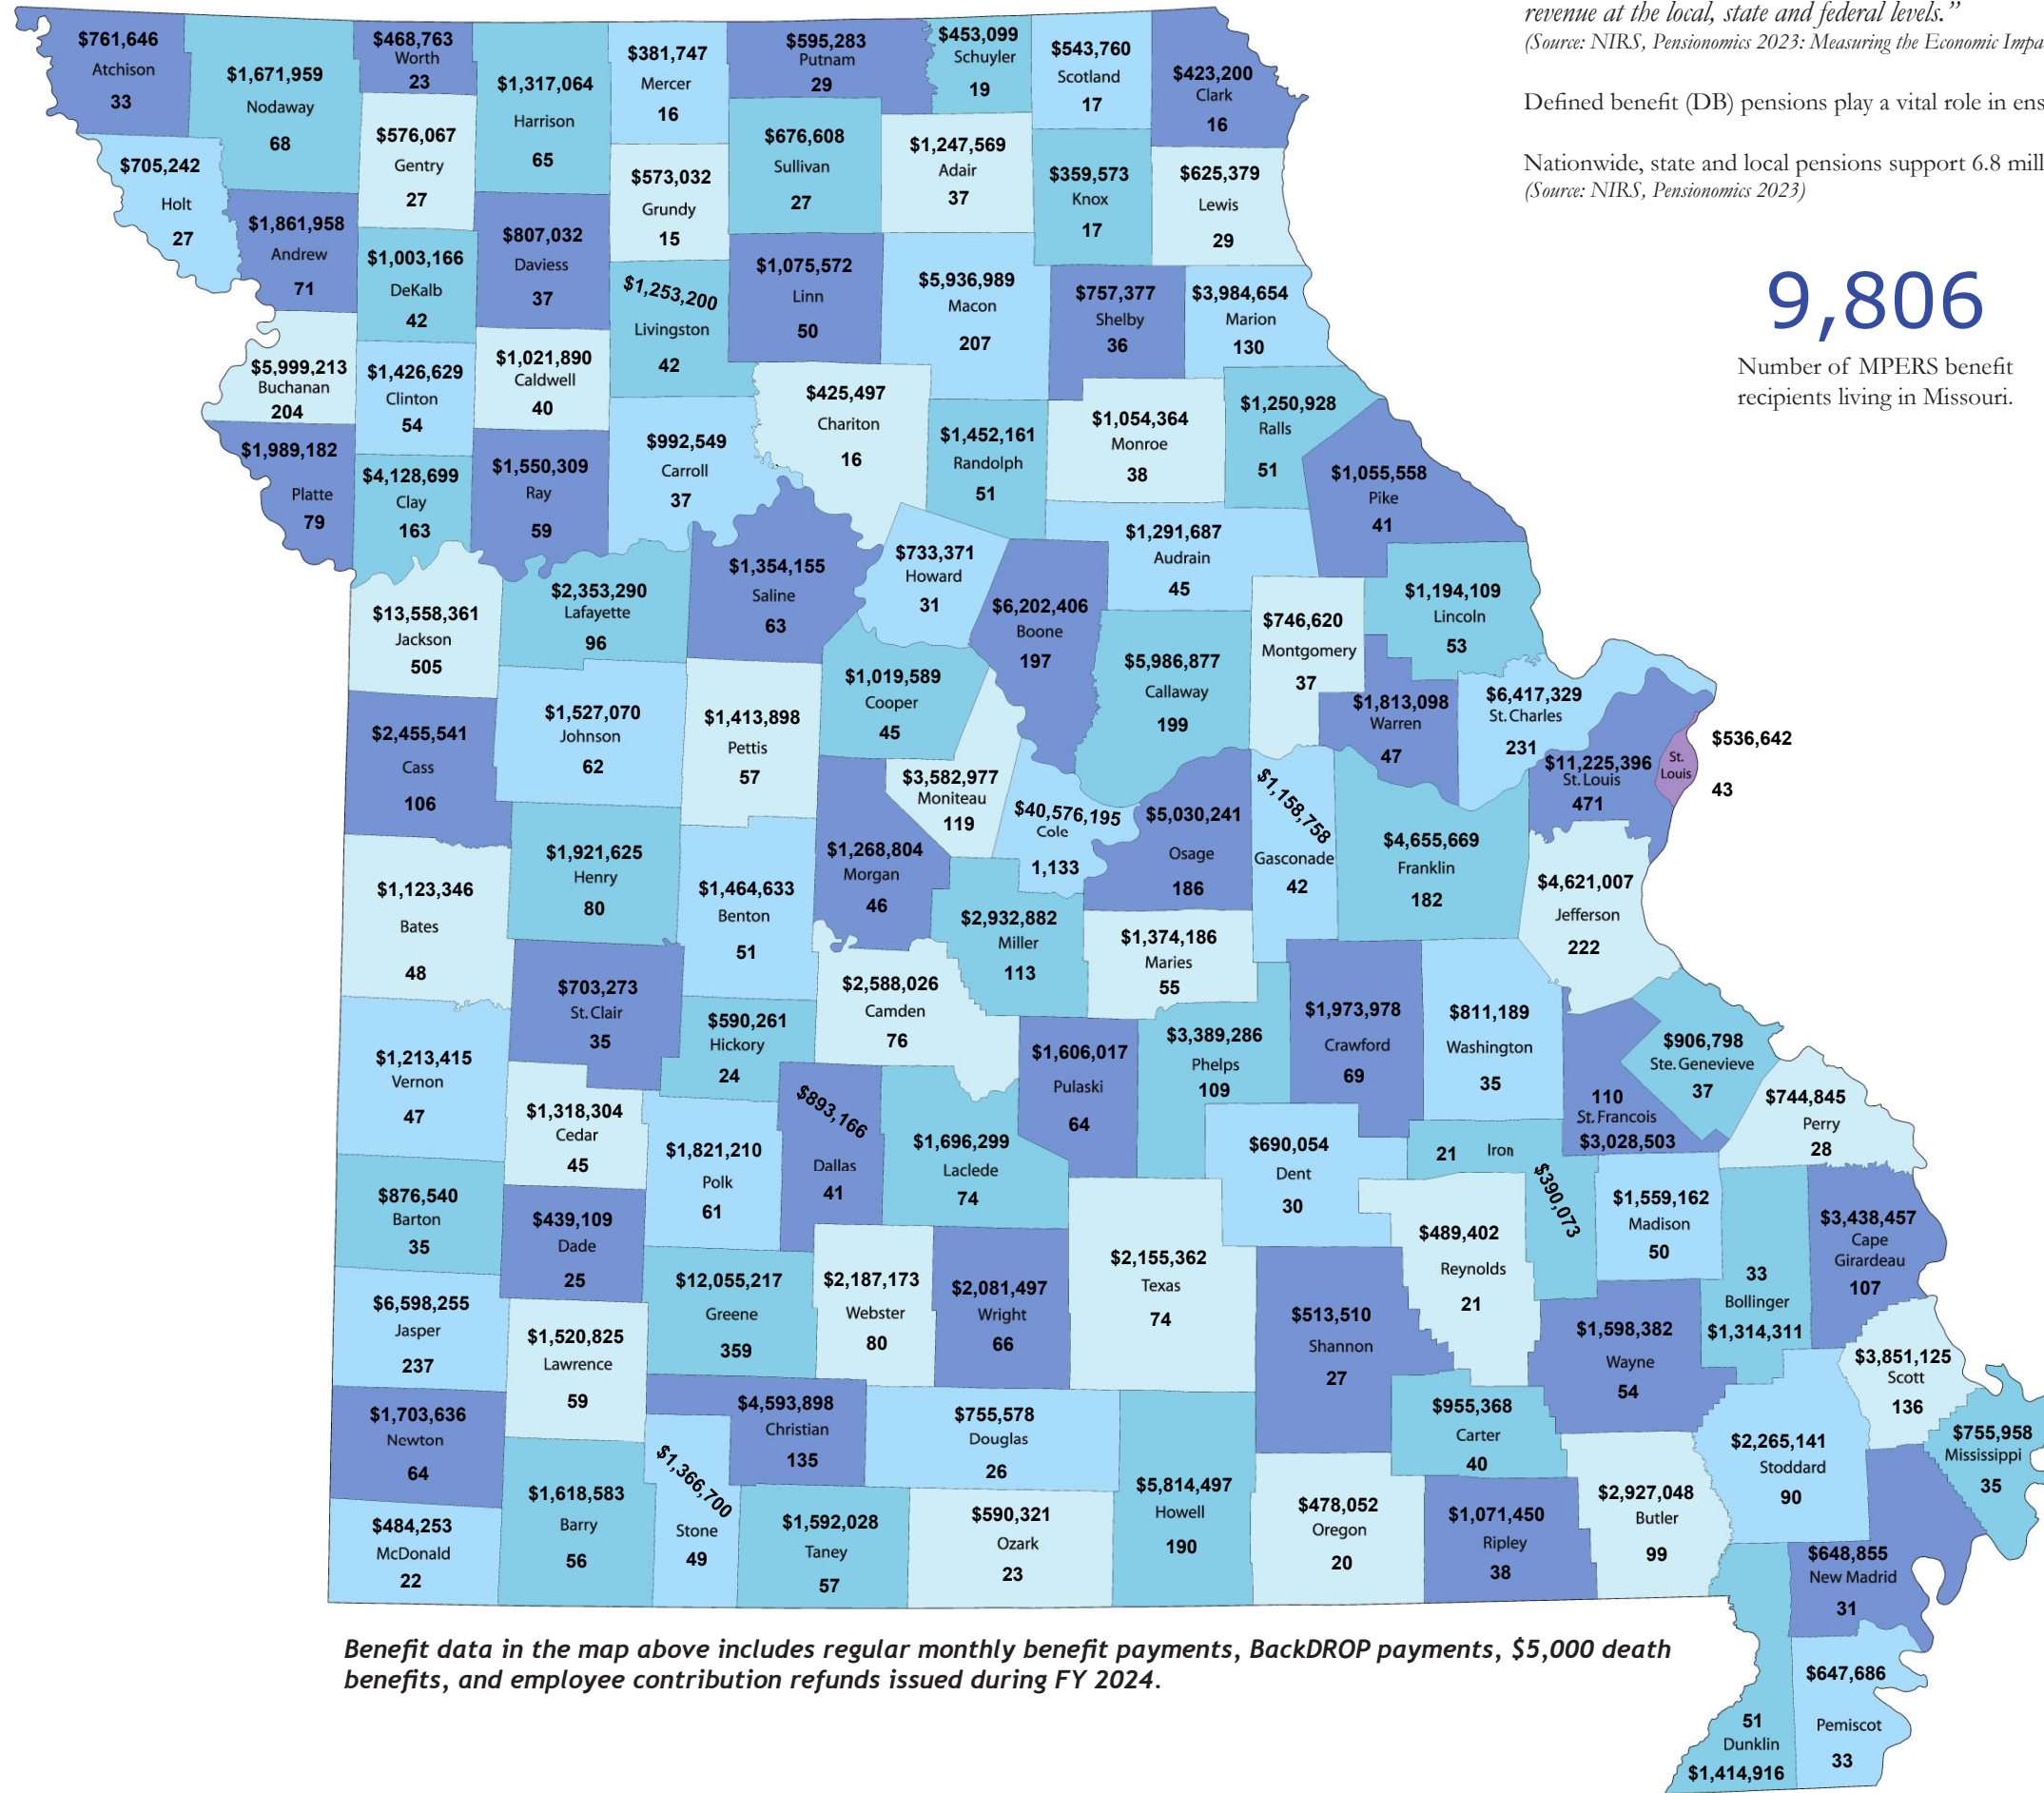 revenue at the local, state and federal levels.”
(Source: NIRS, Pensionomics 2023: Measuring the Economic Impa
Defined benefit (DB) pensions play a vital role in ens
Nationwide, state and local pensions support 6.8 mill
(Source: NIRS, Pensionomics 2023)
9,806
Number of MPERS benefit
recipients living in Missouri.
$761,646
Atchison
33
$1,671,959
Nodaway
68
$468,763
Worth
23
$1,317,064
Harrison
65
$381,747
Mercer
16
$595,283
Putnam
29
$453,099
Schuyler
19
$543,760
Scotland
17
$423,200
Clark
16
$705,242
Holt
27
$576,067
Gentry
27
$573,032
Grundy
15
$676,608
Sullivan
27
$1,247,569
Adair
37
$359,573
Knox
17
$625,379
Lewis
29
$1,861,958
Andrew
71
$1,003,166
DeKalb
42
$807,032
Daviess
37
$1,253,200
Livingston
42
$1,075,572
Linn
50
$5,936,989
Macon
207
$757,377
Shelby
36
$3,984,654
Marion
130
$5,999,213
Buchanan
204
$1,426,629
Clinton
54
$1,021,890
Caldwell
40
$992,549
Carroll
37
$425,497
Chariton
16
$1,452,161
Randolph
51
$1,054,364
Monroe
38
$1,250,928
Ralls
51
$1,055,558
Pike
41
$1,989,182
Platte
79
$4,128,699
Clay
163
$1,550,309
Ray
59
$1,354,155
Saline
63
$733,371
Howard
31
$6,202,406
Boone
197
$1,291,687
Audrain
45
$746,620
Montgomery
37
$1,194,109
Lincoln
53
$13,558,361
Jackson
505
$2,353,290
Lafayette
96
$1,019,589
Cooper
45
$5,986,877
Callaway
199
$1,813,098
Warren
47
$6,417,329
St. Charles
231
$11,225,396
St. Louis
471
St.
Louis
$536,642
43
$2,455,541
Cass
106
$1,527,070
Johnson
62
$1,413,898
Pettis
57
$3,582,977
Moniteau
119
$40,576,195
Cole
1,133
$5,030,241
Osage
186
$1,158,758
Gasconade
42
$4,655,669
Franklin
182
$4,621,007
Jefferson
222
$1,123,346
Bates
48
$1,921,625
Henry
80
$1,464,633
Benton
51
$1,268,804
Morgan
46
$2,932,882
Miller
113
$1,374,186
Maries
55
$1,213,415
Vernon
47
$703,273
St. Clair
35
$590,261
Hickory
24
$2,588,026
Camden
76
$1,606,017
Pulaski
64
$3,389,286
Phelps
109
$1,973,978
Crawford
69
$811,189
Washington
35
110
St. Francois
$3,028,503
$906,798
Ste. Genevieve
37
$744,845
Perry
28
$1,318,304
Cedar
45
$1,821,210
Polk
61
$893,166
Dallas
41
$1,696,299
Laclede
74
$690,054
Dent
30
21 Iron
$390,073
$876,540
Barton
35
$439,109
Dade
25
$12,055,217
Greene
359
$2,187,173
Webster
80
$2,081,497
Wright
66
$2,155,362
Texas
74
$513,510
Shannon
27
$489,402
Reynolds
21
$1,559,162
Madison
50
33
Bollinger
$1,314,311
$3,438,457
Cape
Girardeau
107
$6,598,255
Jasper
237
$1,520,825
Lawrence
59
$1,598,382
Wayne
54
$3,851,125
Scott
136
$1,703,636
Newton
64
$4,593,898
Christian
135
$755,578
Douglas
26
$955,368
Carter
40
$2,265,141
Stoddard
90
$755,958
Mississippi
35
$484,253
McDonald
22
$1,618,583
Barry
56
$1,366,700
Stone
49
$1,592,028
Taney
57
$590,321
Ozark
23
$5,814,497
Howell
190
$478,052
Oregon
20
$1,071,450
Ripley
38
$2,927,048
Butler
99
$648,855
New Madrid
31
$647,686
Pemiscot
33
51
Dunklin
$1,414,916
Benefit data in the map above includes regular monthly benefit payments, BackDROP payments, $5,000 death
benefits, and employee contribution refunds issued during FY 2024.